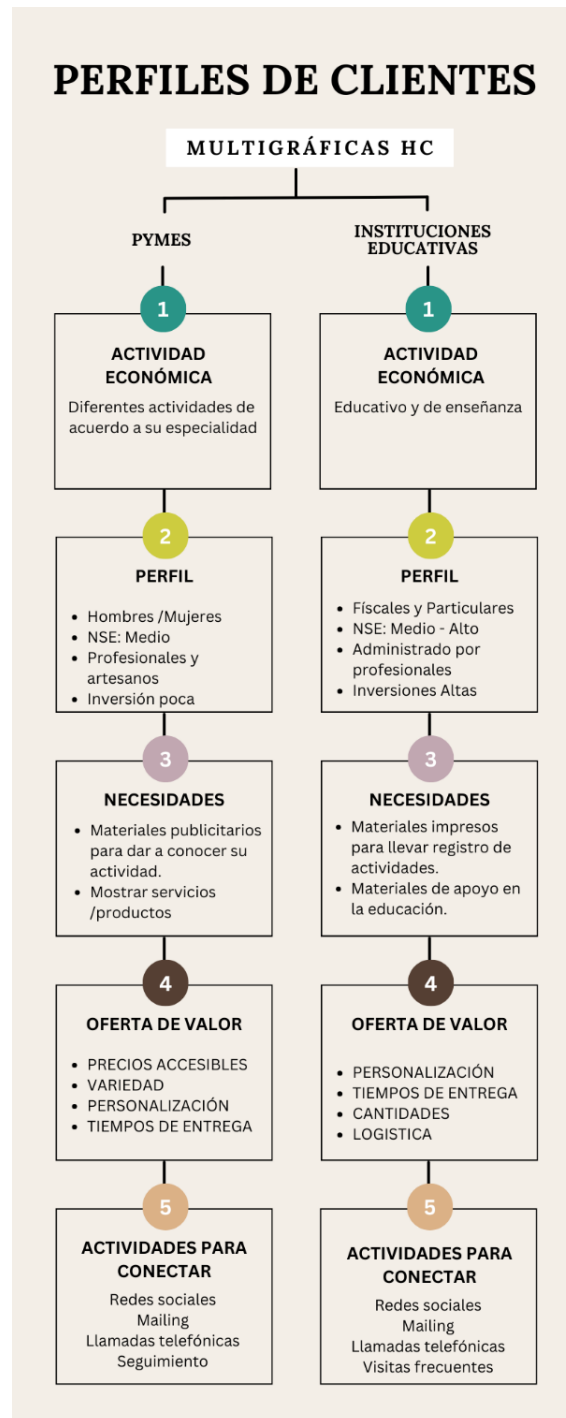 PERFILES DE CLIENTES
MULTIGRÁFICAS HC
PYMES
1
ACTIVIDAD
ECONÓMICA
Diferentes actividades de
acuerdo a su especialidad
2
PERFIL
• Hombres /Mujeres
• NSE: Medio
• Profesionales y
artesanos
• Inversión poca
3
NECESIDADES
• Materiales publicitarios
para dar a conocer su
actividad.
• Mostrar servicios
/productos
4
OFERTA DE VALOR
• PRECIOS ACCESIBLES
• VARIEDAD
• PERSONALIZACIÓN
• TIEMPOS DE ENTREGA
5
ACTIVIDADES PARA
CONECTAR
Redes sociales
Mailing
Llamadas telefónicas
Seguimiento
INSTITUCIONES
EDUCATIVAS
1
ACTIVIDAD
ECONÓMICA
Educativo y de enseñanza
2
PERFIL
• Físcales y Particulares
• NSE: Medio - Alto
• Administrado por
profesionales
• Inversiones Altas
3
NECESIDADES
• Materiales impresos
para llevar registro de
actividades.
• Materiales de apoyo en
la educación.
4
OFERTA DE VALOR
• PERSONALIZACIÓN
• TIEMPOS DE ENTREGA
• CANTIDADES
• LOGISTICA
5
ACTIVIDADES PARA
CONECTAR
Redes sociales
Mailing
Llamadas telefónicas
Visitas frecuentes